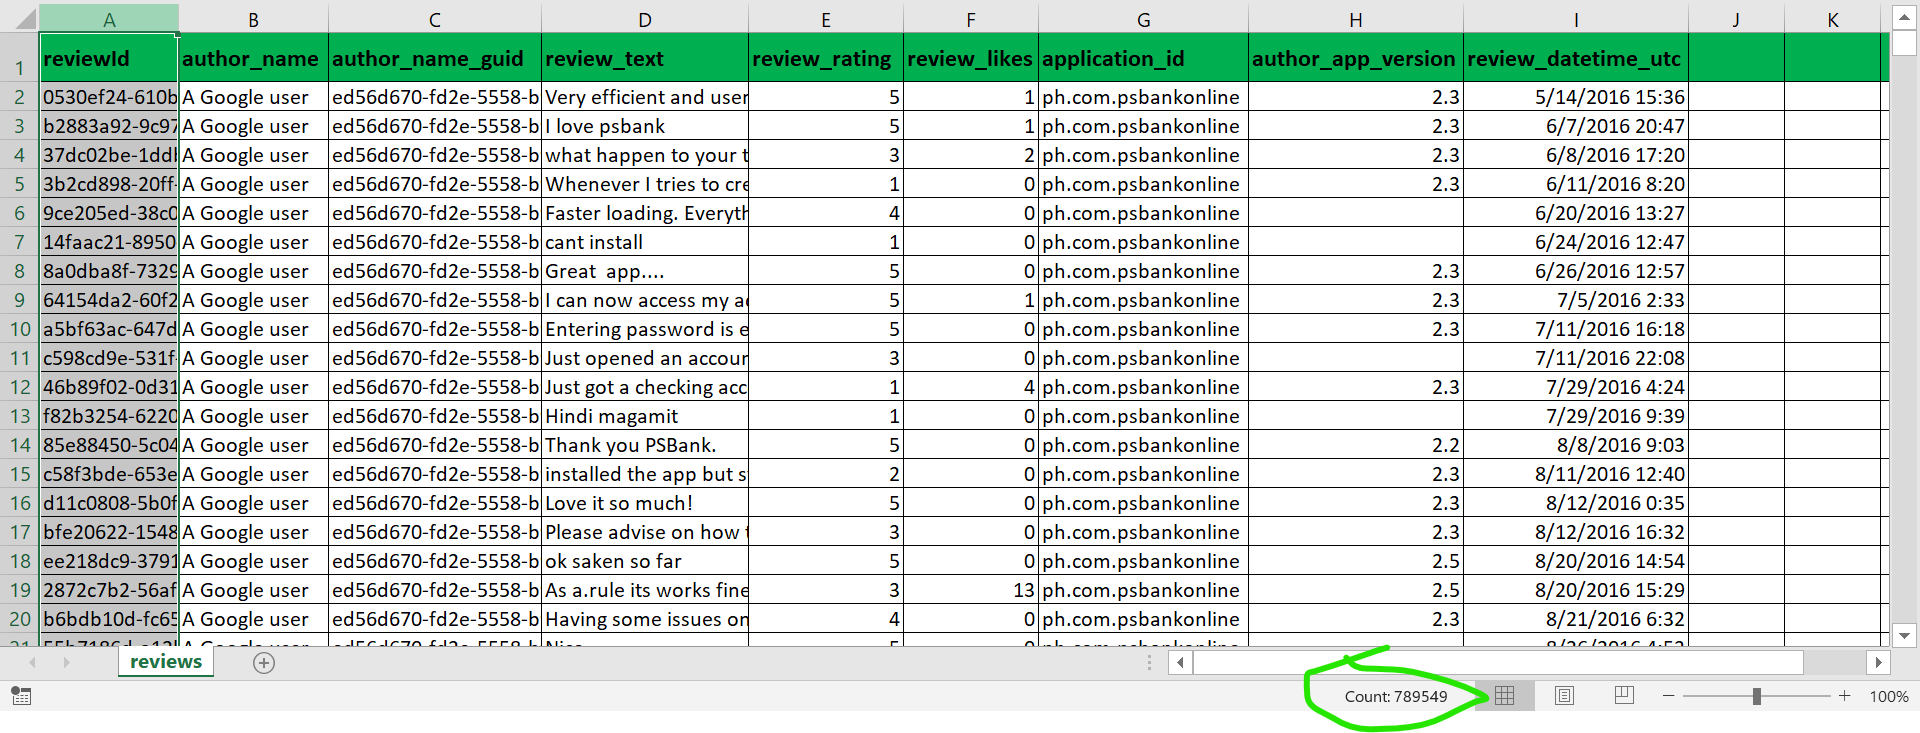 A B C D E F G H I J K
1 reviewId author_name author_name_guid review_text review_rating review_likes application_id author_app_version review_datetime_utc
2 0530ef24-610b A Google user ed56d670-fd2e-5558-b Very efficient and user 5 1 ph.com.psbankonline 2.3 5/14/2016 15:36
3 b2883a92-9c97 A Google user ed56d670-fd2e-5558-b I love psbank 5 1 ph.com.psbankonline 2.3 6/7/2016 20:47
4 37dc02be-1ddb A Google user ed56d670-fd2e-5558-b what happen to your t 3 2 ph.com.psbankonline 2.3 6/8/2016 17:20
5 3b2cd898-20ff- A Google user ed56d670-fd2e-5558-b Whenever I tries to cre 1 0 ph.com.psbankonline 2.3 6/11/2016 8:20
6 9ce205ed-38c0 A Google user ed56d670-fd2e-5558-b Faster loading. Everyth 4 0 ph.com.psbankonline 6/20/2016 13:27
7 14faac21-8950 A Google user ed56d670-fd2e-5558-b cant install 1 0 ph.com.psbankonline 6/24/2016 12:47
8 8a0dba8f-7329 A Google user ed56d670-fd2e-5558-b Great  app.... 5 0 ph.com.psbankonline 2.3 6/26/2016 12:57
9 64154da2-60f2 A Google user ed56d670-fd2e-5558-b I can now access my ac 5 1 ph.com.psbankonline 2.3 7/5/2016 2:33
10 a5bf63ac-647d A Google user ed56d670-fd2e-5558-b Entering password is e 5 0 ph.com.psbankonline 2.3 7/11/2016 16:18
11 c598cd9e-531f- A Google user ed56d670-fd2e-5558-b Just opened an accour 3 0 ph.com.psbankonline 7/11/2016 22:08
12 46b89f02-0d31 A Google user ed56d670-fd2e-5558-b Just got a checking acc 1 4 ph.com.psbankonline 2.3 7/29/2016 4:24
13 f82b3254-6220 A Google user ed56d670-fd2e-5558-b Hindi magamit 1 0 ph.com.psbankonline 7/29/2016 9:39
14 85e88450-5c04 A Google user ed56d670-fd2e-5558-b Thank you PSBank. 5 0 ph.com.psbankonline 2.2 8/8/2016 9:03
15 c58f3bde-653e A Google user ed56d670-fd2e-5558-b installed the app but s 2 0 ph.com.psbankonline 2.3 8/11/2016 12:40
16 d11c0808-5b0f A Google user ed56d670-fd2e-5558-b Love it so much! 5 0 ph.com.psbankonline 2.3 8/12/2016 0:35
17 bfe20622-1548 A Google user ed56d670-fd2e-5558-b Please advise on how t 3 0 ph.com.psbankonline 2.3 8/12/2016 16:32
18 ee218dc9-3791 A Google user ed56d670-fd2e-5558-b ok saken so far 5 0 ph.com.psbankonline 2.5 8/20/2016 14:54
19 2872c7b2-56af A Google user ed56d670-fd2e-5558-b As a.rule its works fine 3 13 ph.com.psbankonline 2.5 8/20/2016 15:29
20 b6bdb10d-fc65 A Google user ed56d670-fd2e-5558-b Having some issues on 4 0 ph.com.psbankonline 2.3 8/21/2016 6:32
reviews
Count: 789549 100%